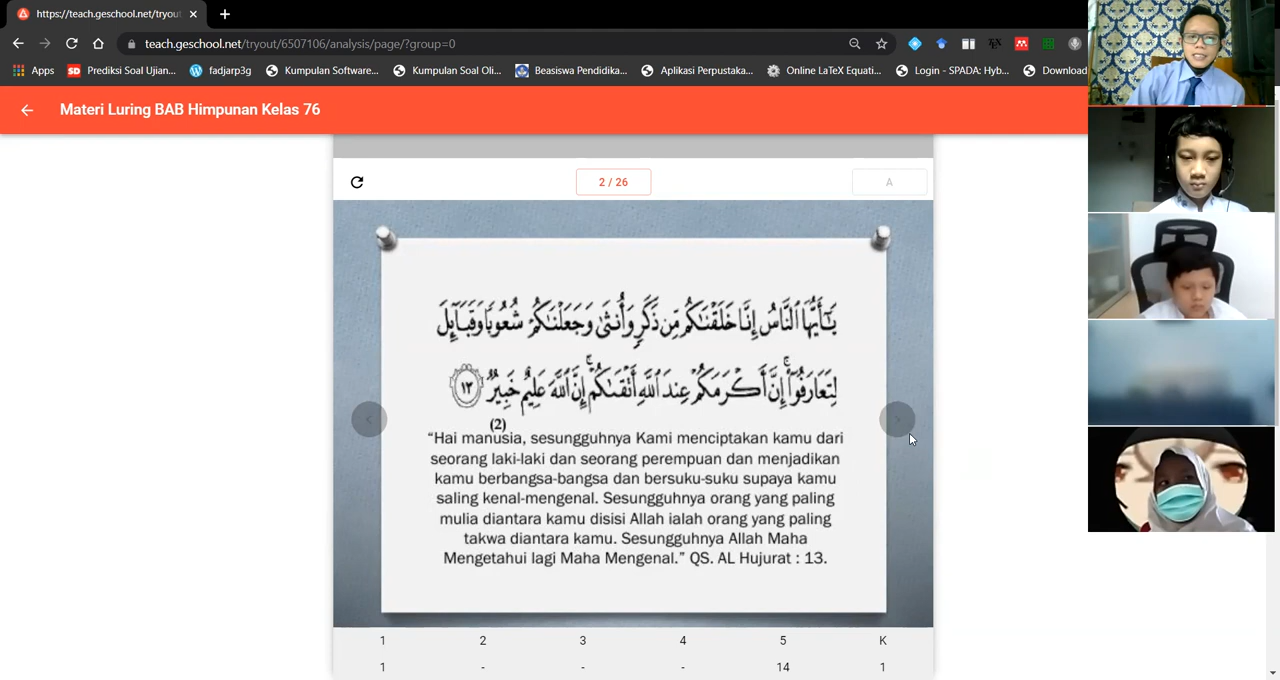 https://teach.geschool.net/tryou
teach.geschool.net/tryout/6507106/analysis/page/?group=0
Apps
Prediksi Soal Ujian...
fadjarp3g
Kumpulan Software...
Kumpulan Soal Oli...
Beasiswa Pendidika...
Aplikasi Perpustaka...
Online LaTeX Equati...
Login - SPADA: Hyb...
Download
Materi Luring BAB Himpunan Kelas 76
2 / 26
A
يَٰٓأَيُّهَا ٱلنَّاسُ إِنَّا خَلَقْنَٰكُم مِّن ذَكَرٍ وَأُنثَىٰ وَجَعَلْنَٰكُمْ شُعُوبًا وَقَبَآئِلَ
لِتَعَارَفُوٓا۟ ۚ إِنَّ أَكْرَمَكُمْ عِندَ ٱللَّهِ أَتْقَىٰكُمْ ۚ إِنَّ ٱللَّهَ عَلِيمٌ خَبِيرٌ ١٣
(2)
“Hai manusia, sesungguhnya Kami menciptakan kamu dari
seorang laki-laki dan seorang perempuan dan menjadikan
kamu berbangsa-bangsa dan bersuku-suku supaya kamu
saling kenal-mengenal. Sesungguhnya orang yang paling
mulia diantara kamu disisi Allah ialah orang yang paling
takwa diantara kamu. Sesungguhnya Allah Maha
Mengetahui lagi Maha Mengenal.” QS. AL Hujurat : 13.
1 2 3 4 5 K
1 - - - 14 1